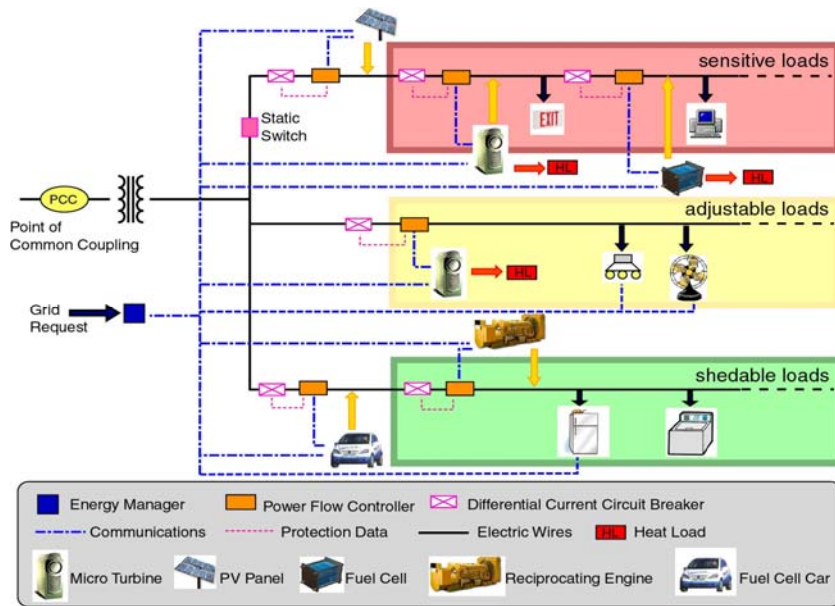 sensitive loads
Static
Switch
EXIT
HL
HL
PCC
Point of
Common Coupling
adjustable loads
HL
Grid
Request
shedable loads
Energy Manager
Power Flow Controller
Differential Current Circuit Breaker
Communications
Protection Data
Electric Wires
HL
Heat Load
Micro Turbine
PV Panel
Fuel Cell
Reciprocating Engine
Fuel Cell Car